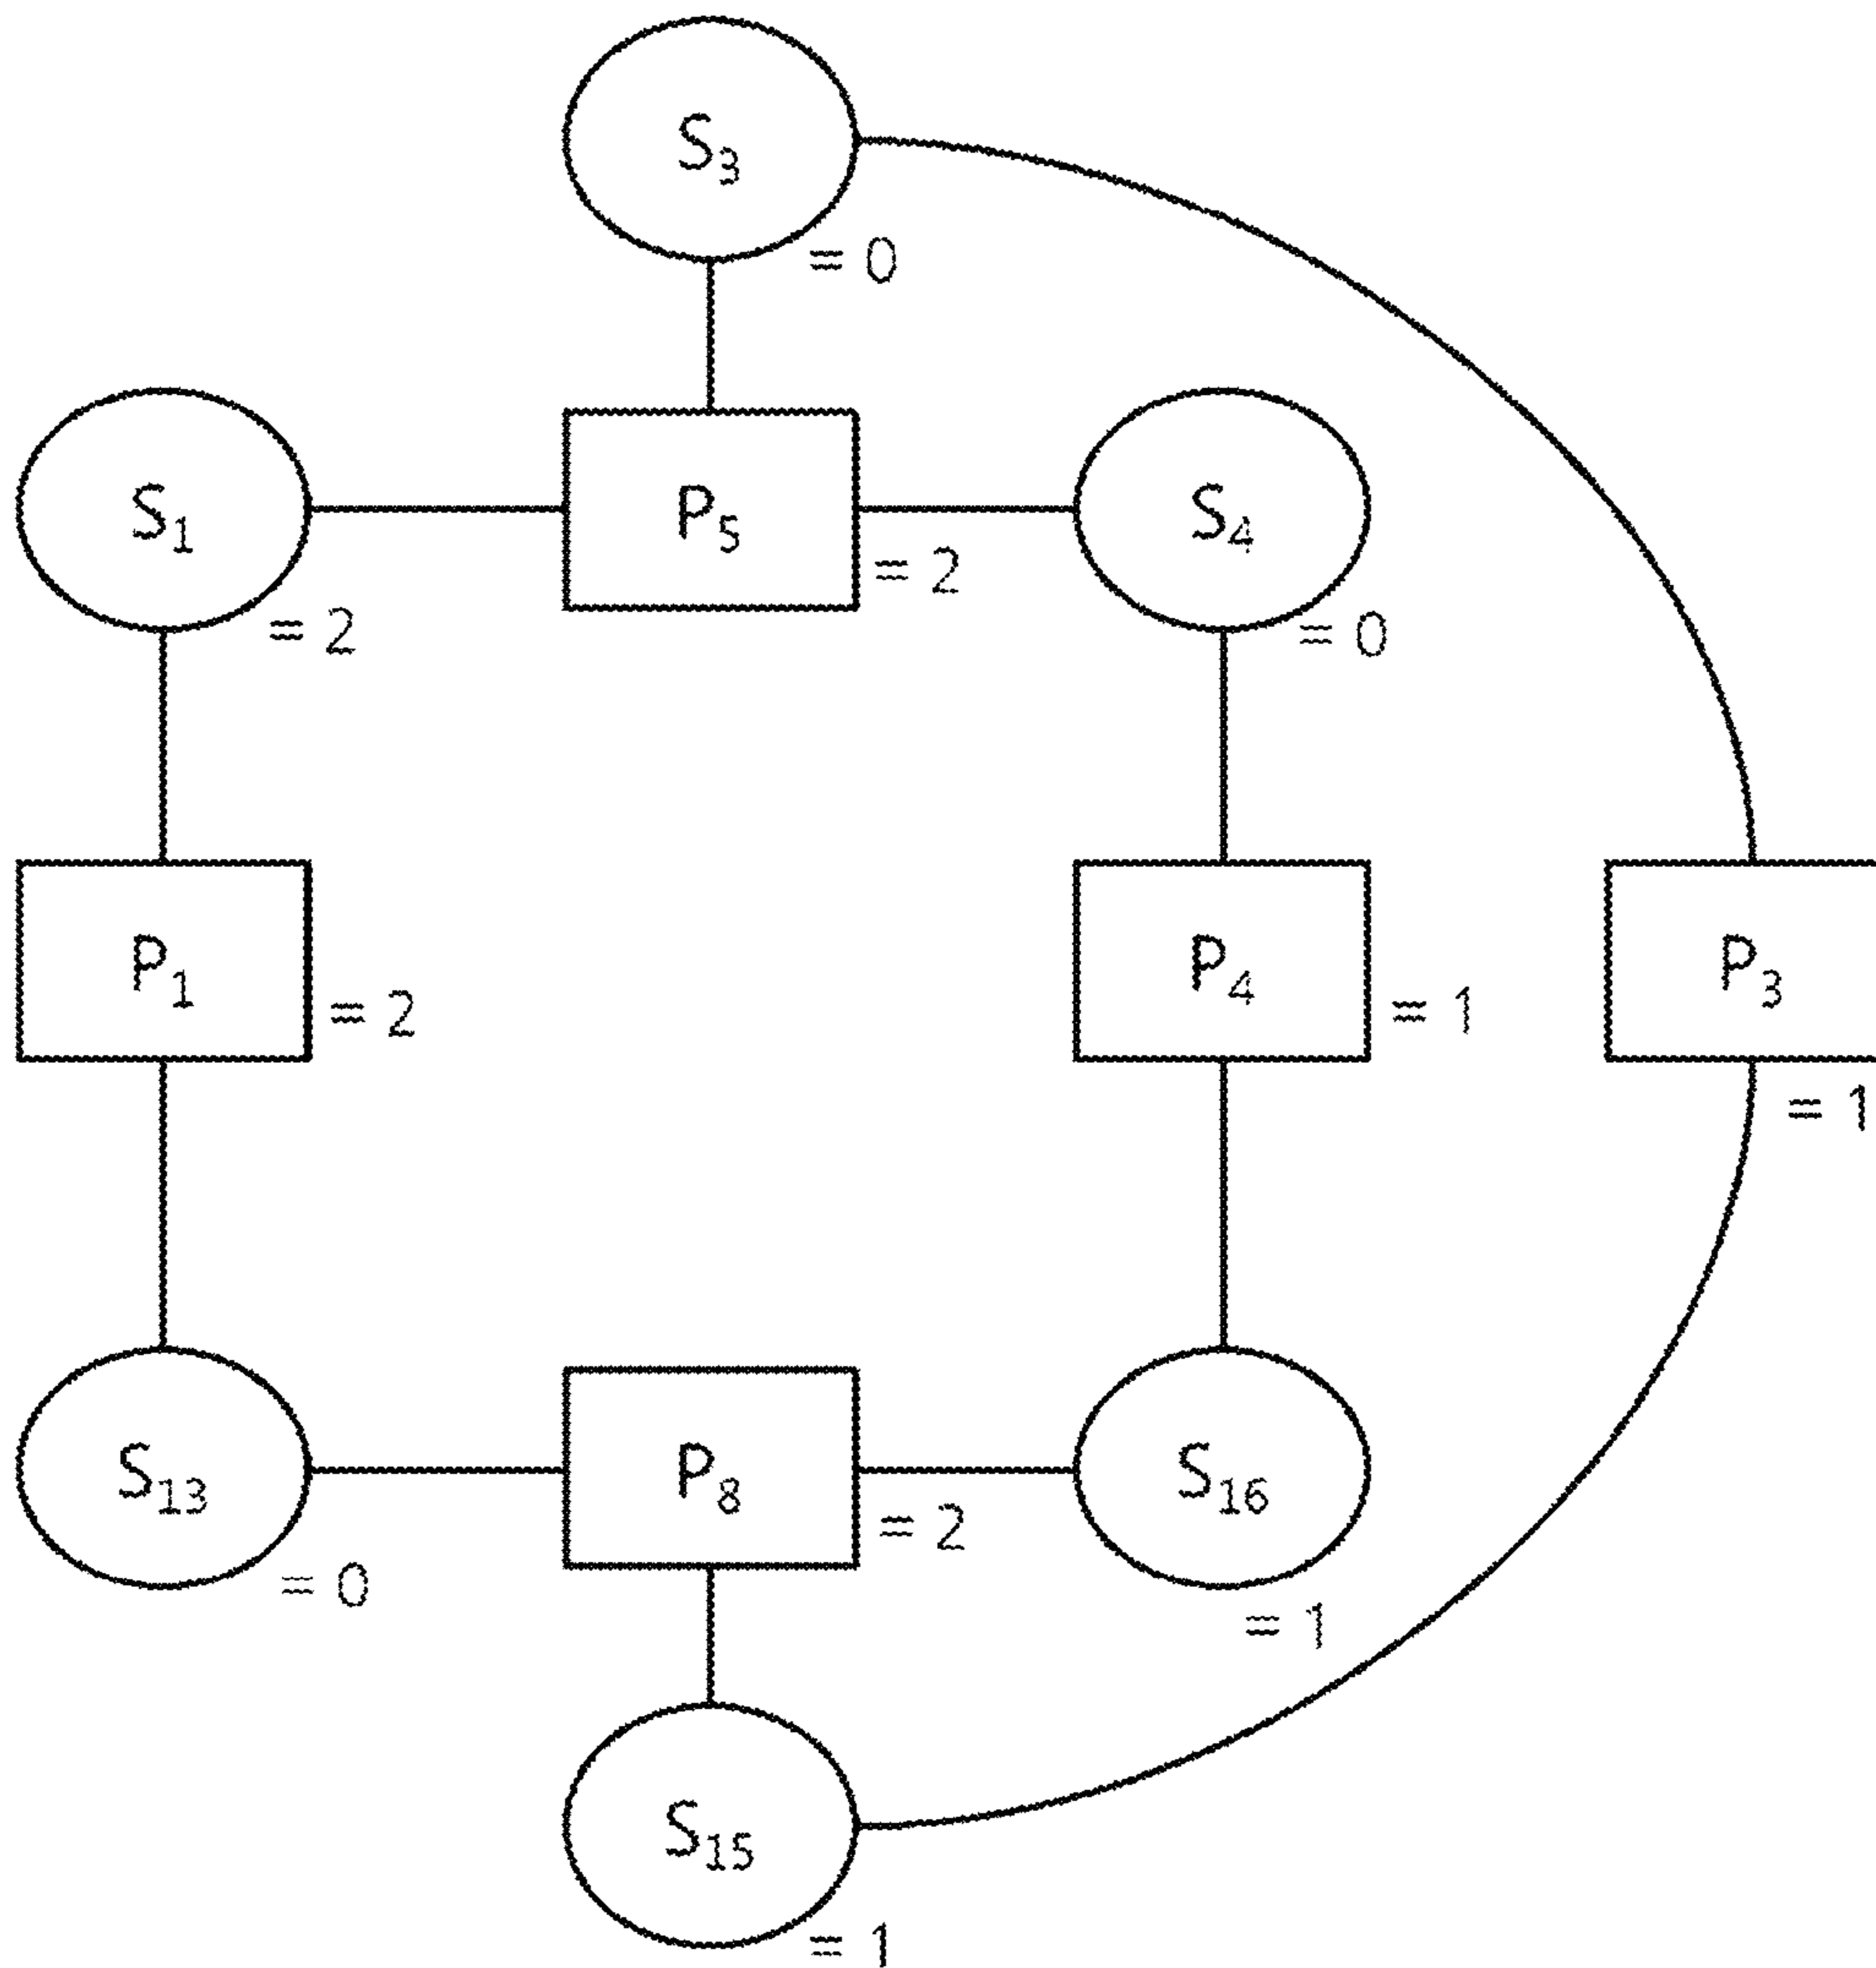 S₃
= 0
S₁
= 2
P₅
= 2
S₄
= 0
P₁
= 2
P₄
= 1
P₃
= 1
S₁₃
= 0
P₈
= 2
S₁₆
= 1
S₁₅
= 1